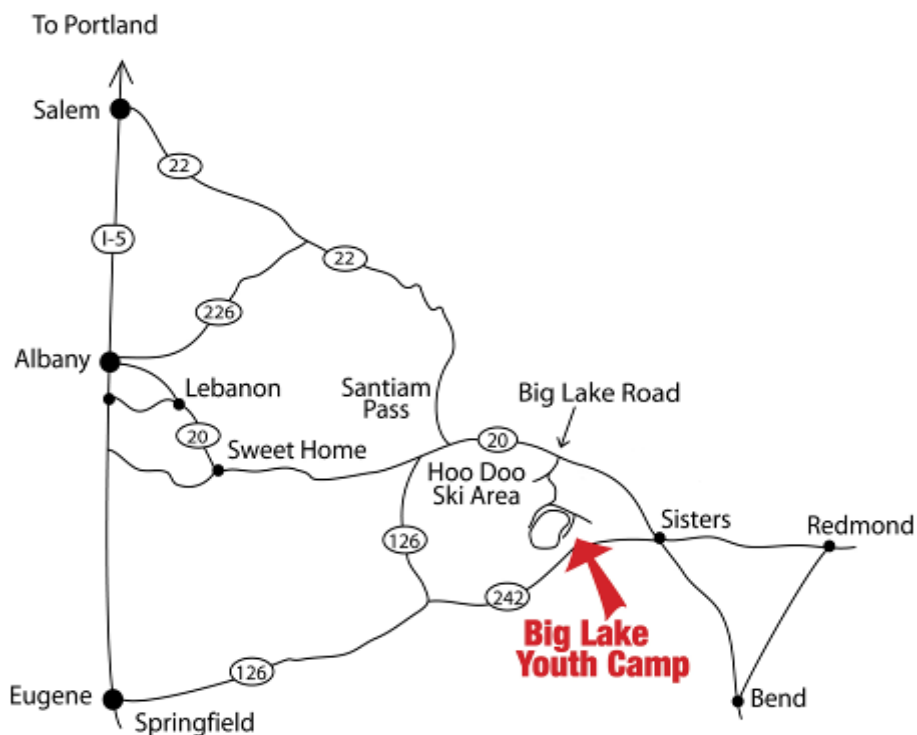 To Portland
Salem
22
I-5
22
226
Albany
Lebanon
Santiam
Pass
Big Lake Road
20
Sweet Home
20
Hoo Doo
Ski Area
Sisters
Redmond
126
242
Big Lake
Youth Camp
126
Eugene
Springfield
Bend